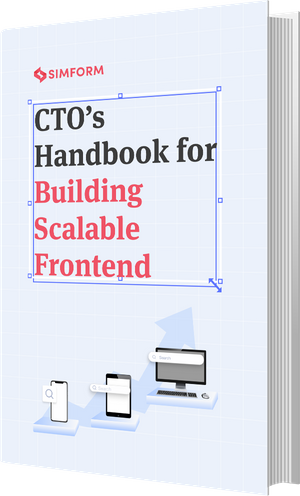 SIMFORM
CTO's
Handbook for
Building
Scalable
Frontend